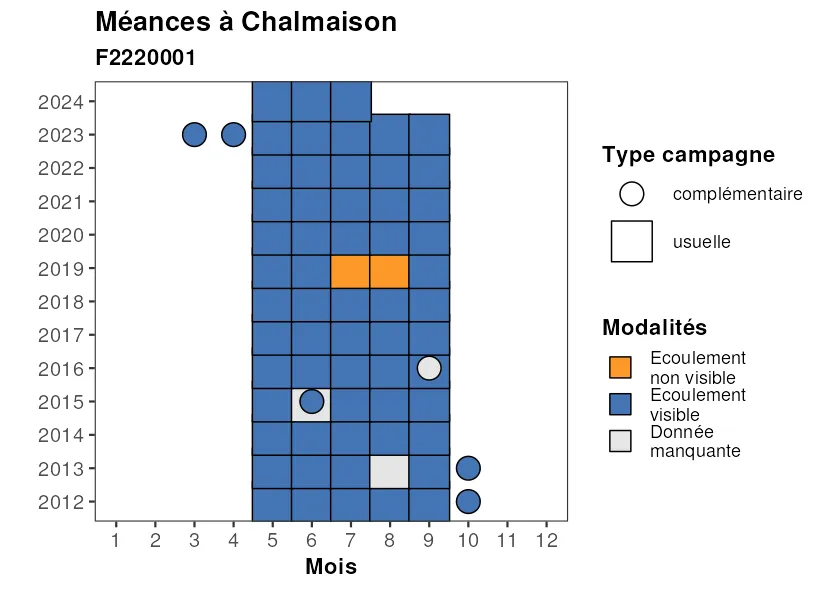 Méances à Chalmaison
F2220001
2024
2023
2022
2021
2020
2019
2018
2017
2016
2015
2014
2013
2012
1 2 3 4 5 6 7 8 9 10 11 12
Mois
Type campagne
complémentaire
usuelle
Modalités
Ecoulement
non visible
Ecoulement
visible
Donnée
manquante